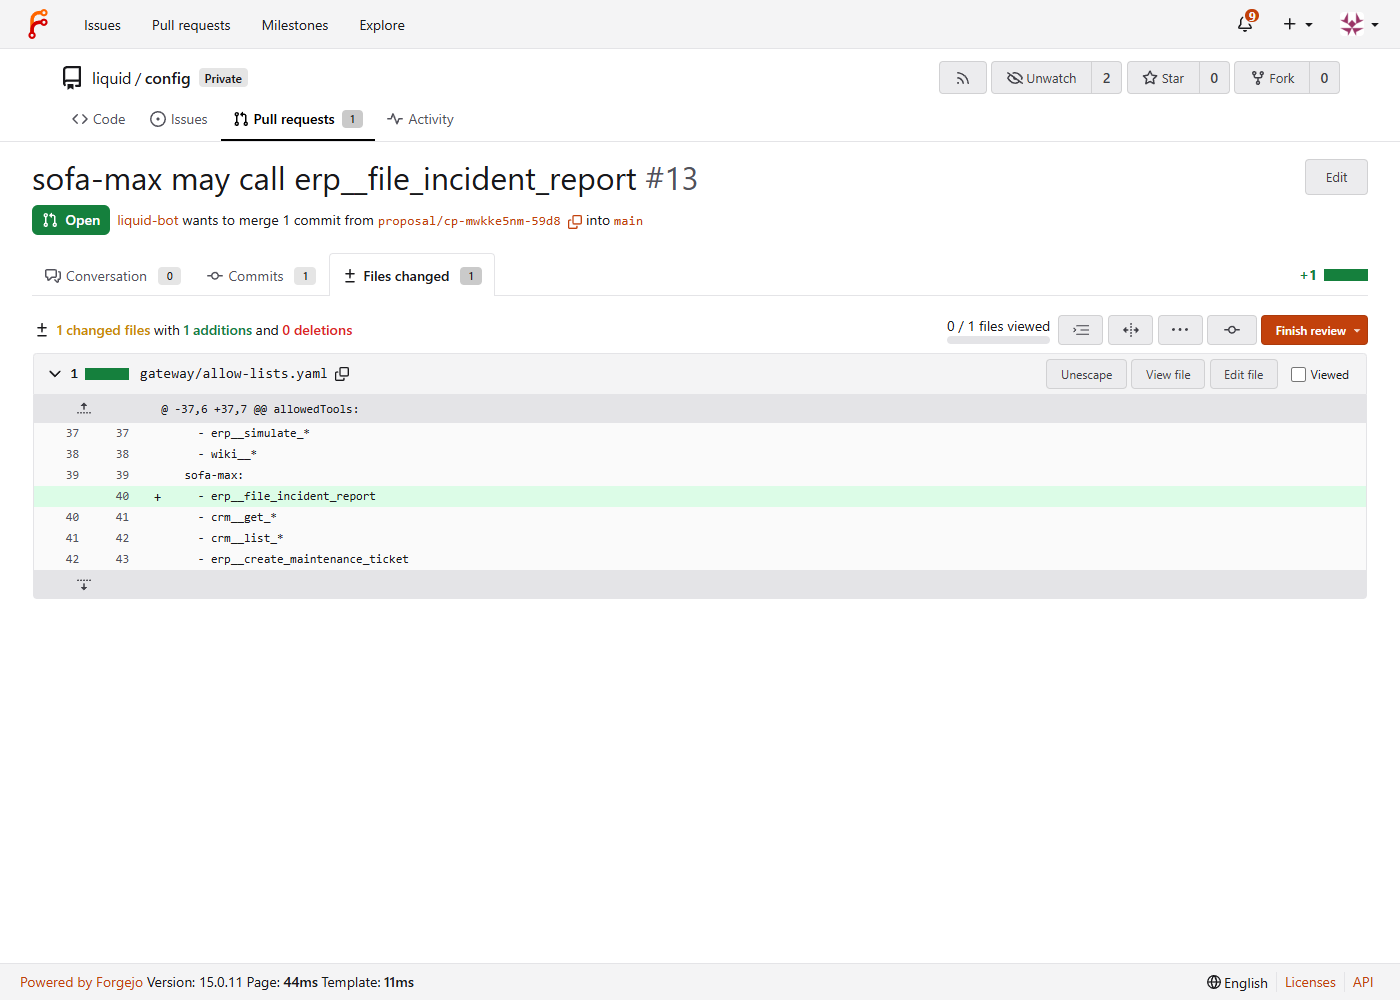 Issues Pull requests Milestones Explore 9
liquid / config Private Unwatch 2 Star 0 Fork 0
Code Issues Pull requests 1 Activity
sofa-max may call erp__file_incident_report #13 Edit
Open liquid-bot wants to merge 1 commit from proposal/cp-mwkke5nm-59d8 into main
Conversation 0 Commits 1 Files changed 1 +1
1 changed files with 1 additions and 0 deletions 0 / 1 files viewed Finish review
1 gateway/allow-lists.yaml Unescape View file Edit file Viewed
@ -37,6 +37,7 @@ allowedTools:
37 37 - erp__simulate_*
38 38 - wiki__*
39 39 sofa-max:
40 + - erp__file_incident_report
40 41 - crm__get_*
41 42 - crm__list_*
42 43 - erp__create_maintenance_ticket
Powered by Forgejo Version: 15.0.11 Page: 44ms Template: 11ms English Licenses API